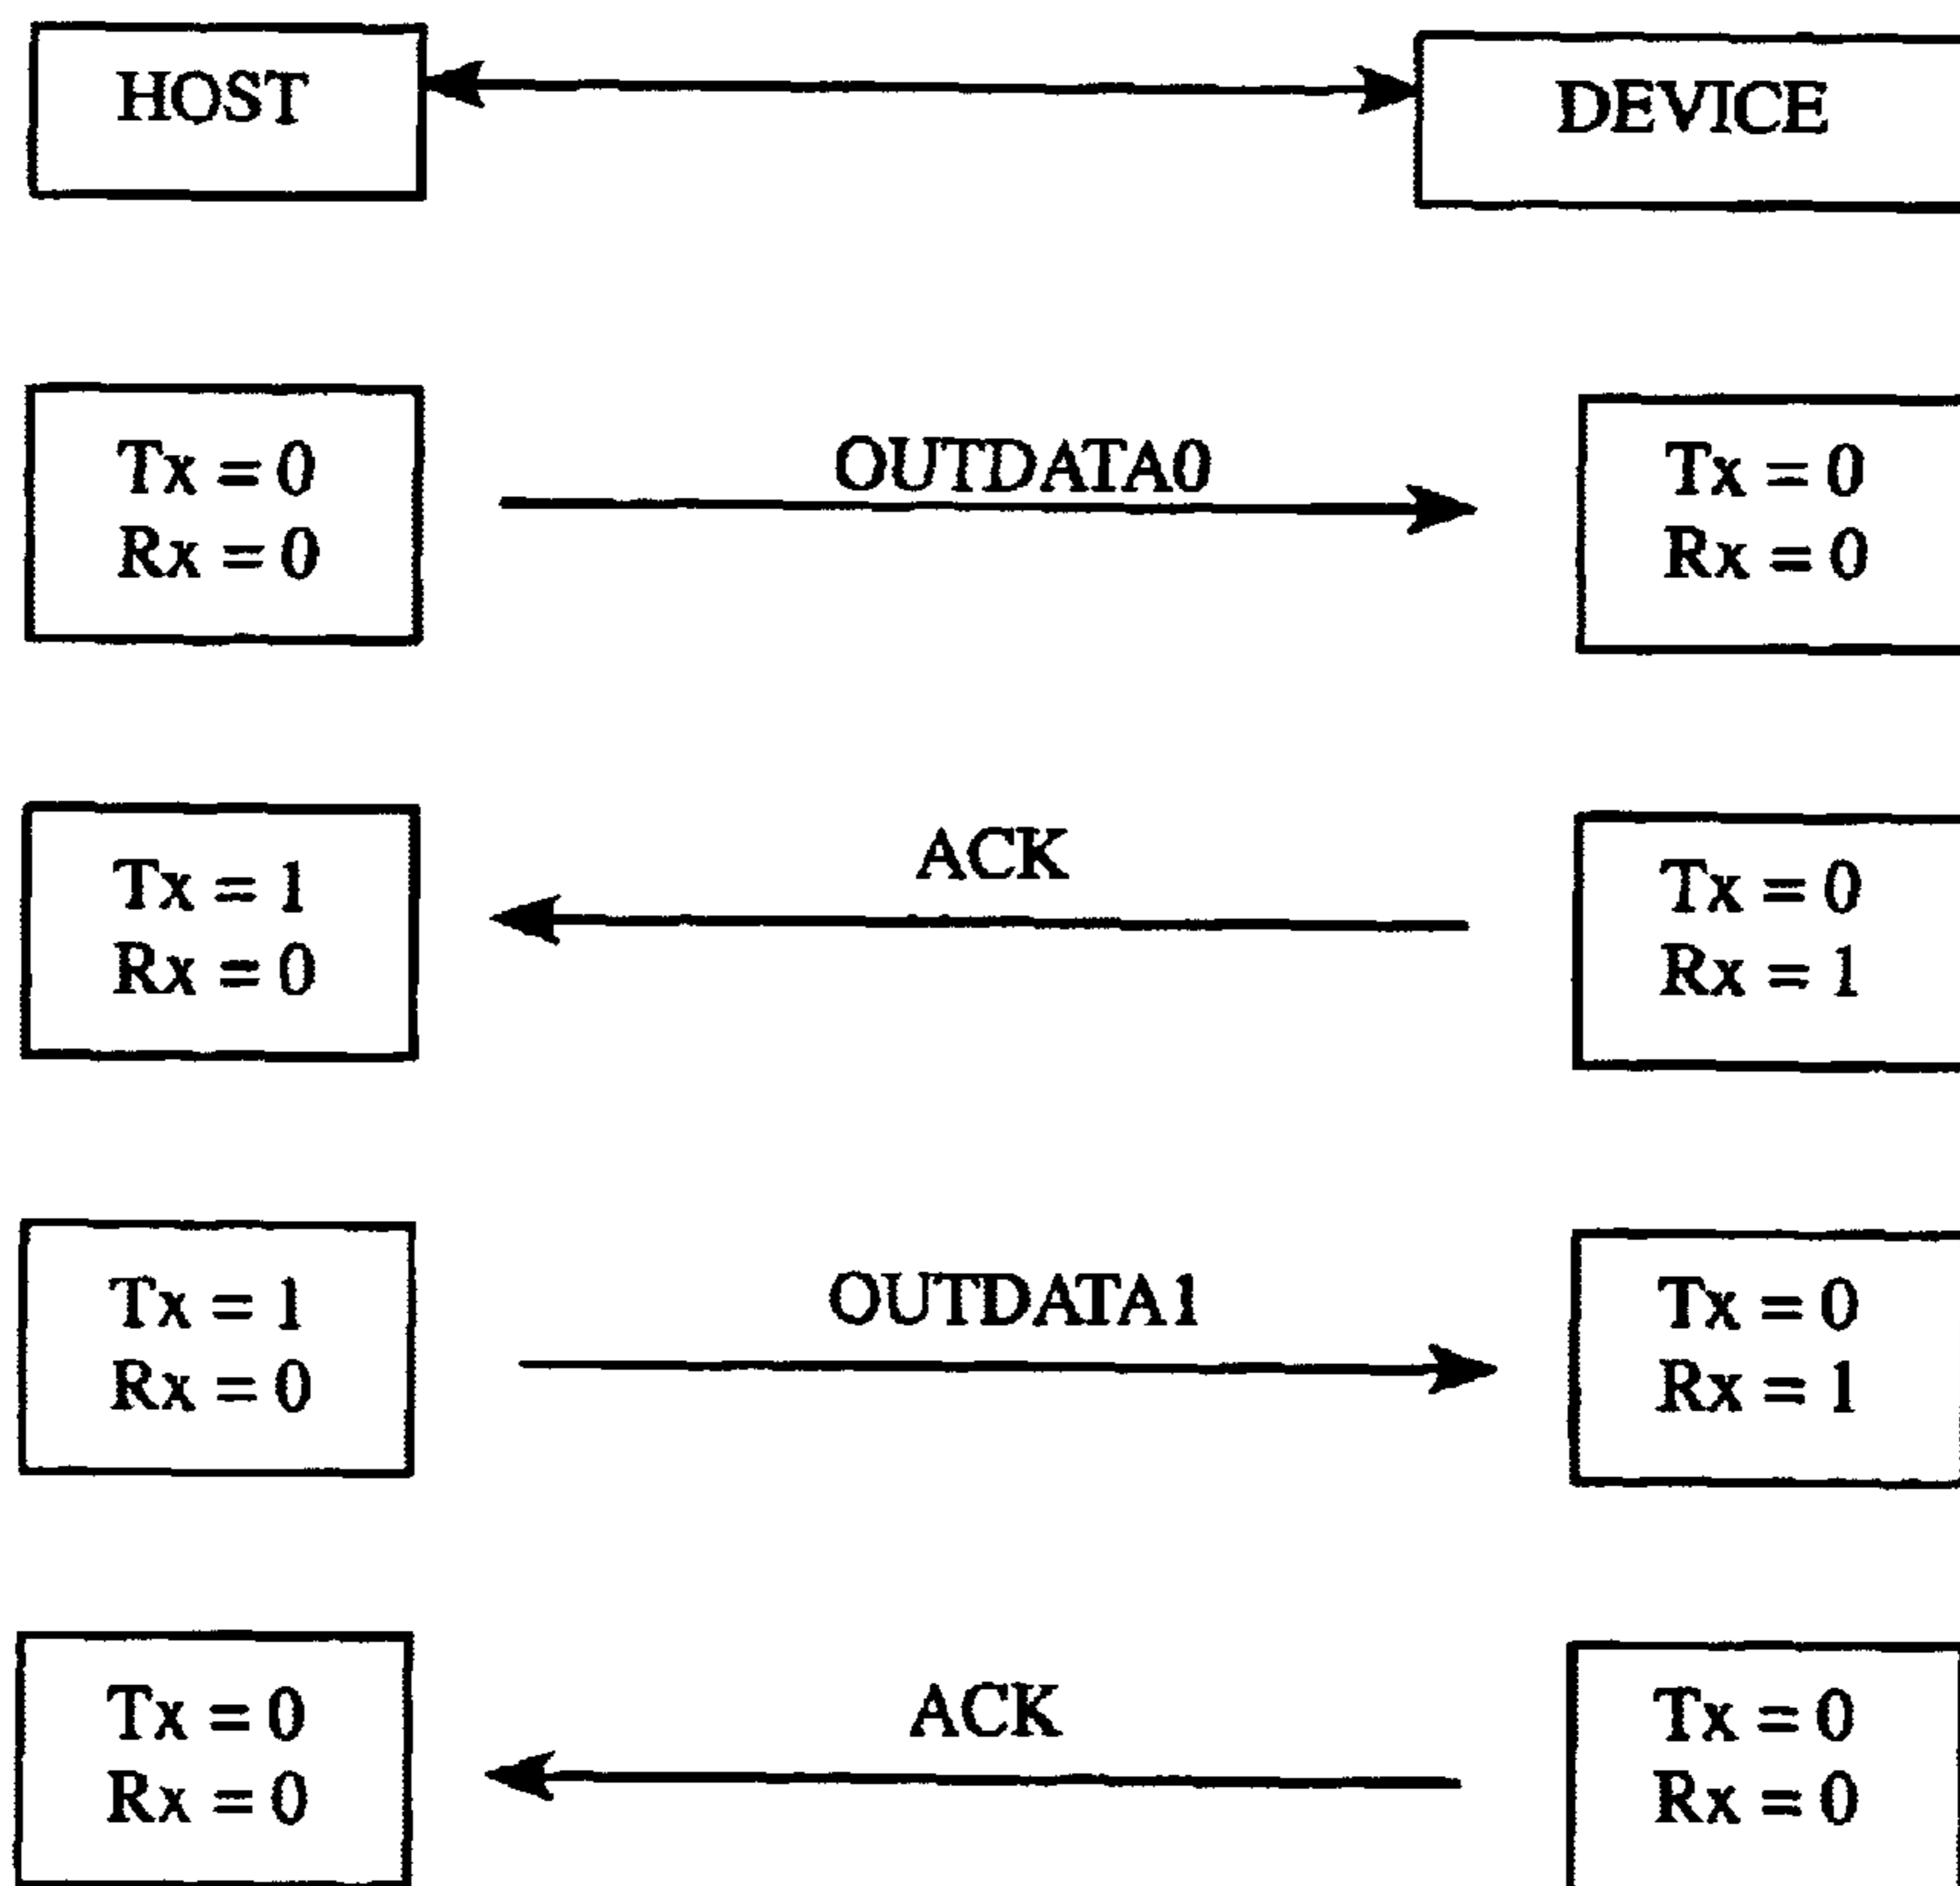 HOST
DEVICE
Tx = 0
Rx = 0
OUTDATA0
Tx = 0
Rx = 0
Tx = 1
Rx = 0
ACK
Tx = 0
Rx = 1
Tx = 1
Rx = 0
OUTDATA1
Tx = 0
Rx = 1
Tx = 0
Rx = 0
ACK
Tx = 0
Rx = 0